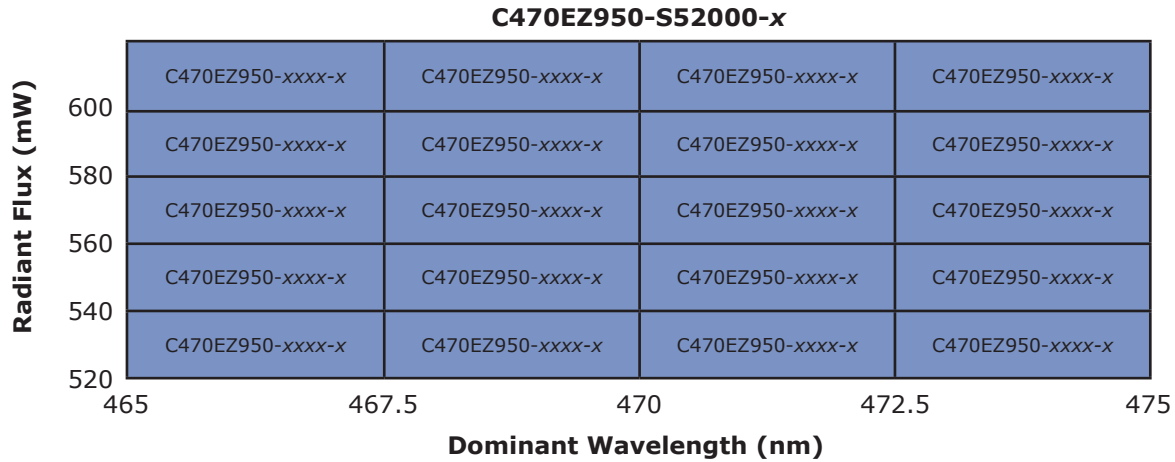 C470EZ950-S52000-x
C470EZ950-xxxx-x C470EZ950-xxxx-x C470EZ950-xxxx-x C470EZ950-xxxx-x
600
C470EZ950-xxxx-x C470EZ950-xxxx-x C470EZ950-xxxx-x C470EZ950-xxxx-x
580
C470EZ950-xxxx-x C470EZ950-xxxx-x C470EZ950-xxxx-x C470EZ950-xxxx-x
560
C470EZ950-xxxx-x C470EZ950-xxxx-x C470EZ950-xxxx-x C470EZ950-xxxx-x
540
C470EZ950-xxxx-x C470EZ950-xxxx-x C470EZ950-xxxx-x C470EZ950-xxxx-x
520
Radiant Flux (mW)
465 467.5 470 472.5 475
Dominant Wavelength (nm)